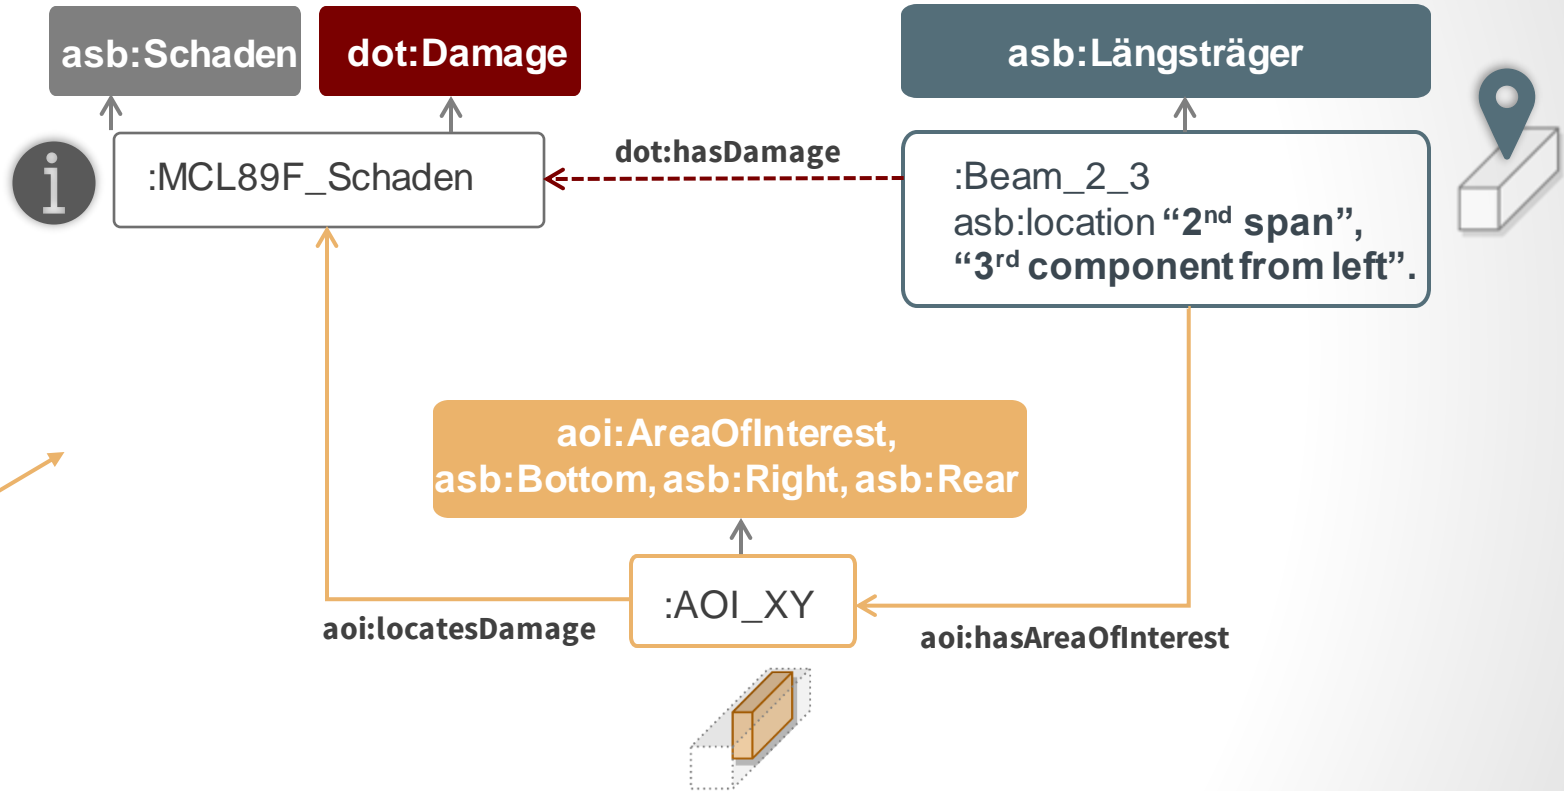 asb:Schaden
dot:Damage
asb:Längsträger
i
:MCL89F_Schaden
dot:hasDamage
:Beam_2_3
asb:location “2nd span”,
“3rd component from left”.
aoi:AreaOfInterest,
asb:Bottom, asb:Right, asb:Rear
:AOI_XY
aoi:locatesDamage
aoi:hasAreaOfInterest